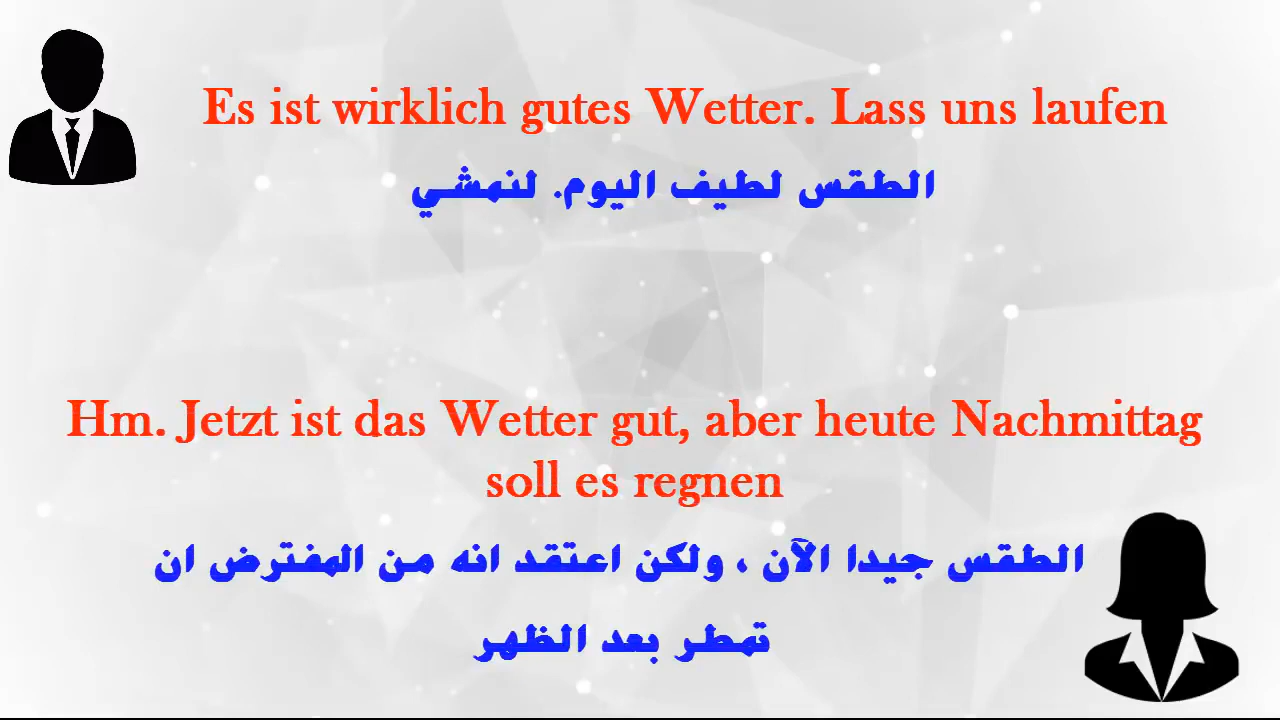 Es ist wirklich gutes Wetter. Lass uns laufen
الطقس لطيف اليوم. لنمشي
Hm. Jetzt ist das Wetter gut, aber heute Nachmittag
soll es regnen
الطقس جيدا الآن ، ولكن اعتقد انه من المفترض ان
تمطر بعد الظهر